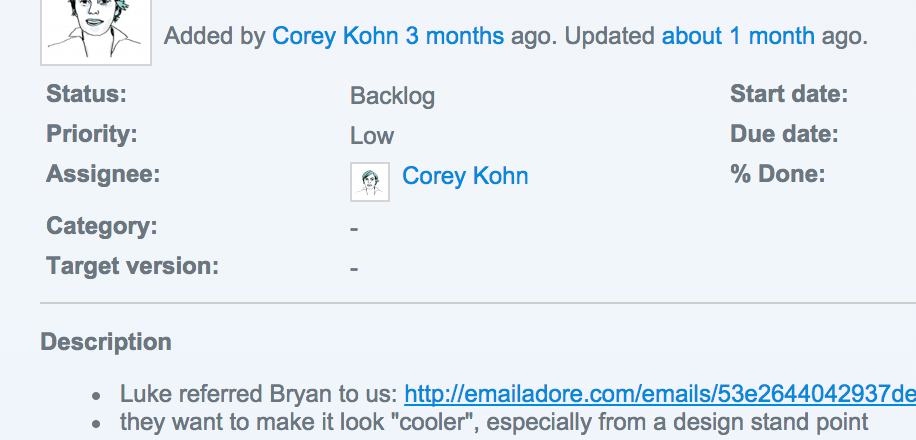 Added by Corey Kohn 3 months ago. Updated about 1 month ago.
Status: Backlog Start date:
Priority: Low Due date:
Assignee: Corey Kohn % Done:
Category: -
Target version: -
Description
• Luke referred Bryan to us: http://emailadore.com/emails/53e2644042937de
• they want to make it look "cooler", especially from a design stand point